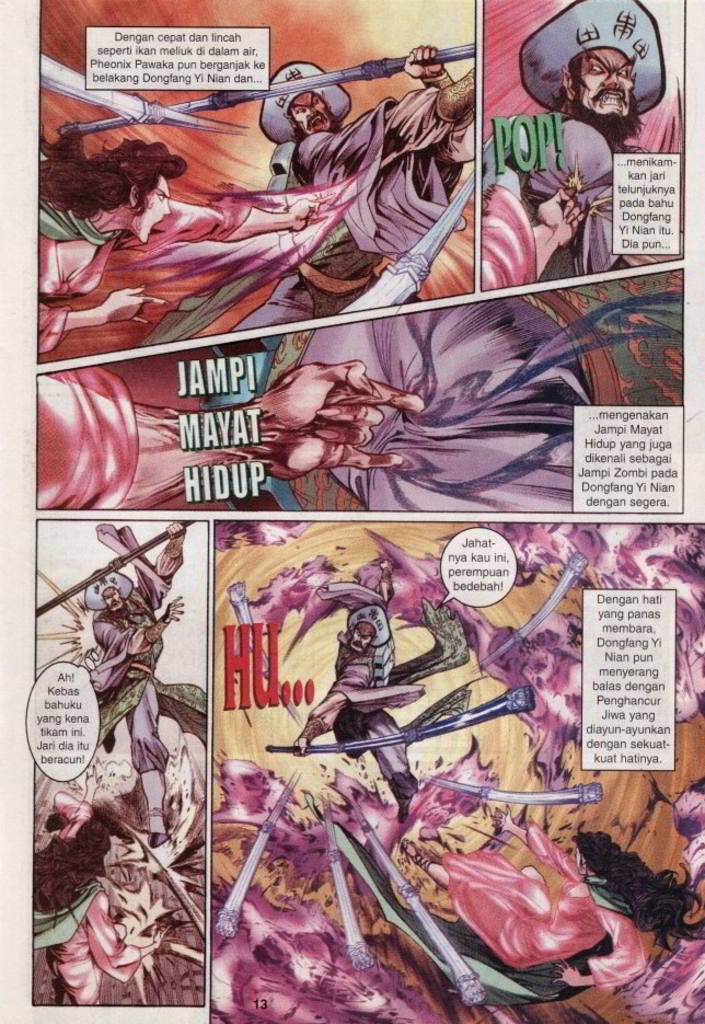 Dengan cepat dan lincah
seperti ikan meliuk di dalam air,
Pheonix Pawaka pun berganjak ke
belakang Dongfang Yi Nian dan...
POP!
...menikam-
kan jari
telunjuknya
pada bahu
Dongfang
Yi Nian itu.
Dia pun...
JAMPI
MAYAT
HIDUP
...mengenakan
Jampi Mayat
Hidup yang juga
dikenali sebagai
Jampi Zombi pada
Dongfang Yi Nian
dengan segera.
Ah!
Kebas
bahuku
yang kena
tikam ini.
Jari dia itu
beracun!
HU...
Jahat-
nya kau ini,
perempuan
bedebah!
Dengan hati
yang panas
membara,
Dongfang Yi
Nian pun
menyerang
balas dengan
Penghancur
Jiwa yang
diayun-ayunkan
dengan sekuat-
kuat hatinya.
13